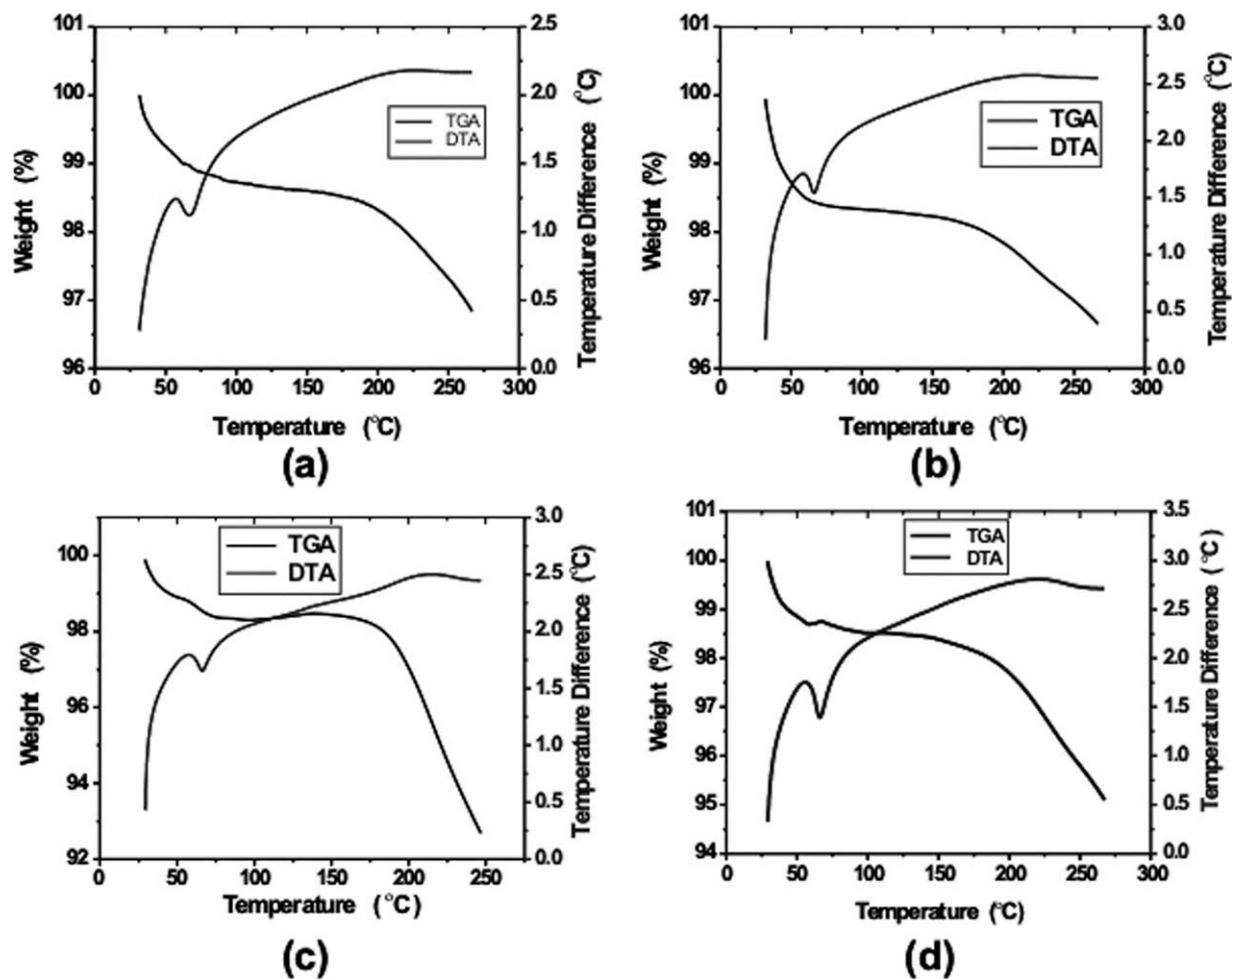 101
100
99
98
97
96
Weight (%)
TGA
DTA
2.5
2.0
1.5
1.0
0.5
0.0
Temperature Difference (°C)
0 50 100 150 200 250 300
Temperature (°C)
(a)
101
100
99
98
97
96
Weight (%)
TGA
DTA
3.0
2.5
2.0
1.5
1.0
0.5
0.0
Temperature Difference (°C)
0 50 100 150 200 250 300
Temperature (°C)
(b)
100
98
96
94
92
Weight (%)
TGA
DTA
3.0
2.5
2.0
1.5
1.0
0.5
0.0
Temperature Difference (°C)
0 50 100 150 200 250
Temperature (°C)
(c)
101
100
99
98
97
96
95
94
Weight (%)
TGA
DTA
3.5
3.0
2.5
2.0
1.5
1.0
0.5
0.0
Temperature Difference (°C)
0 50 100 150 200 250 300
Temperature (°C)
(d)